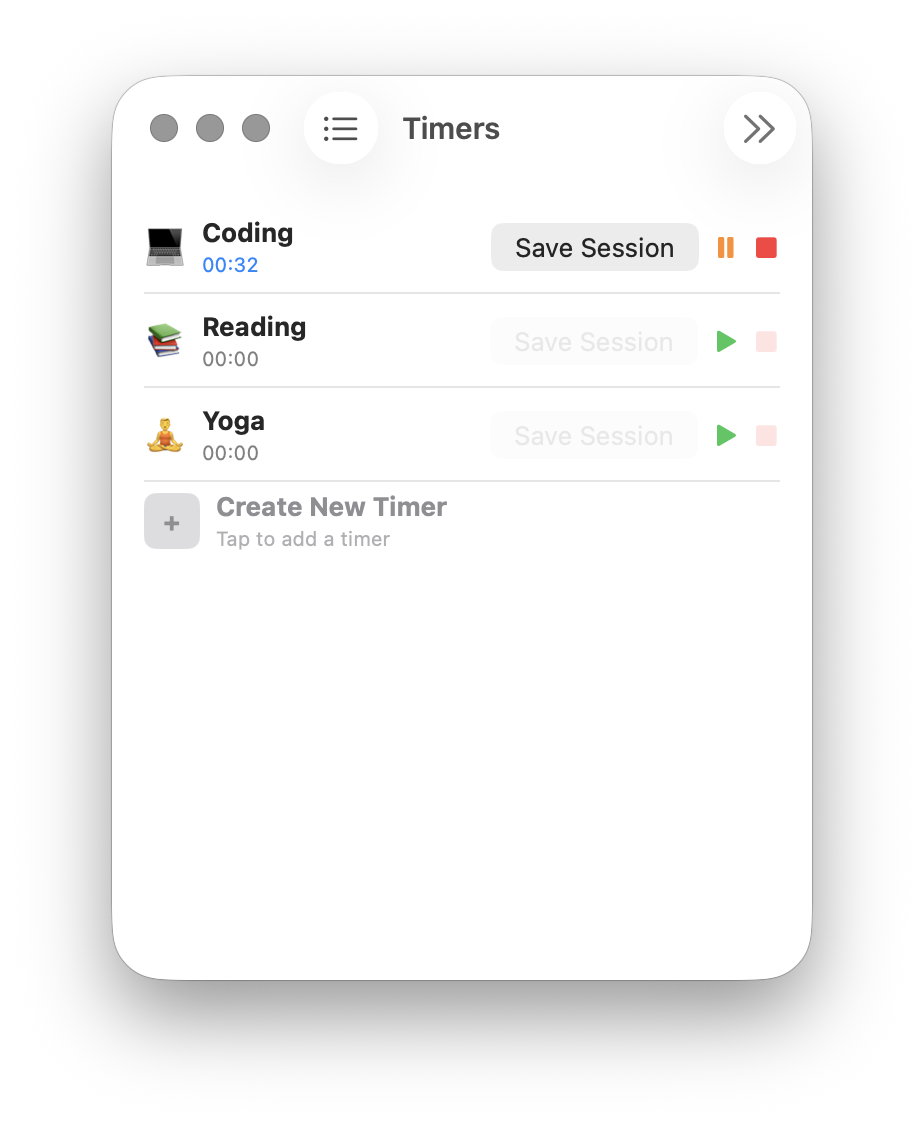 Timers
Coding
00:32
Save Session
Reading
00:00
Save Session
Yoga
00:00
Save Session
Create New Timer
Tap to add a timer